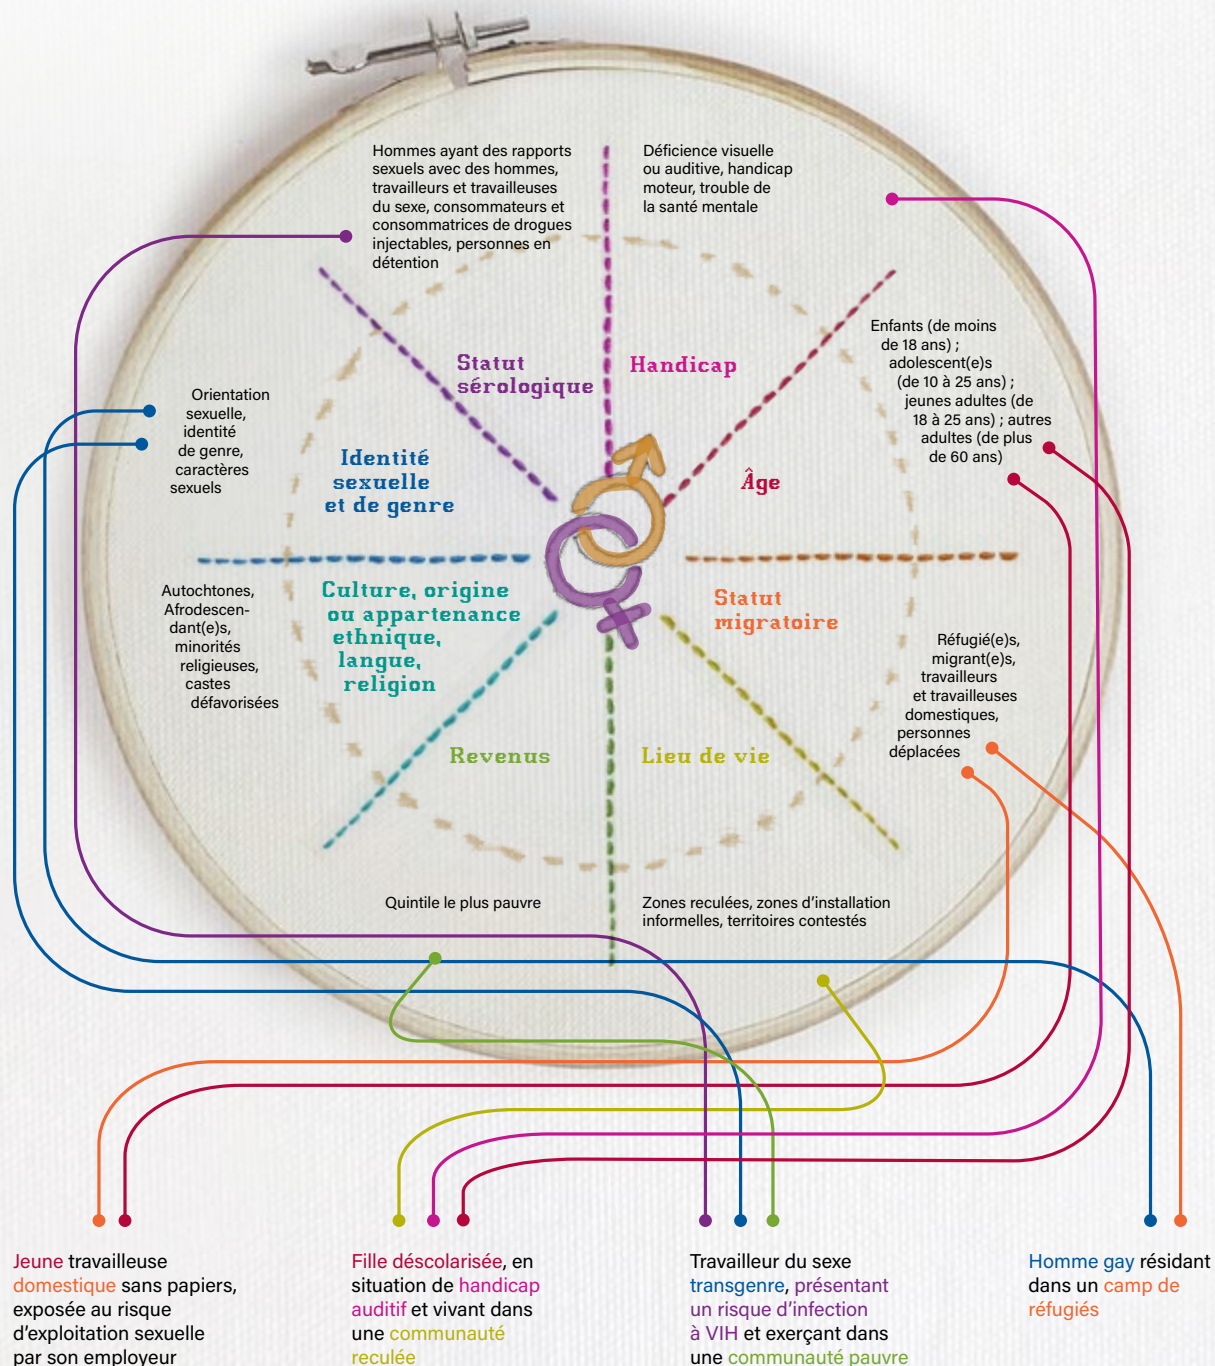 Hommes ayant des rapports
sexuels avec des hommes,
travailleurs et travailleuses
du sexe, consommateurs et
consommatrices de drogues
injectables, personnes en
détention
Déficience visuelle
ou auditive, handicap
moteur, trouble de
la santé mentale
Enfants (de moins
de 18 ans) ;
adolescent(e)s
(de 10 à 25 ans) ;
jeunes adultes (de
18 à 25 ans) ; autres
adultes (de plus
de 60 ans)
Statut
sérologique
Handicap
Orientation
sexuelle,
identité
de genre,
caractères
sexuels
Identité
sexuelle
et de genre
Âge
Autochtones,
Afrodescen-
dant(e)s,
minorités
religieuses,
castes
défavorisées
Culture, origine
ou appartenance
ethnique,
langue,
religion
Statut
migratoire
Réfugié(e)s,
migrant(e)s,
travailleurs
et travailleuses
domestiques,
personnes
déplacées
Revenus
Lieu de vie
Quintile le plus pauvre
Zones reculées, zones d'installation
informelles, territoires contestés
Jeune travailleuse
domestique sans papiers,
exposée au risque
d'exploitation sexuelle
par son employeur
Fille déscolarisée, en
situation de handicap
auditif et vivant dans
une communauté
reculée
Travailleur du sexe
transgenre, présentant
un risque d'infection
à VIH et exerçant dans
une communauté pauvre
Homme gay résidant
dans un camp de
réfugiés